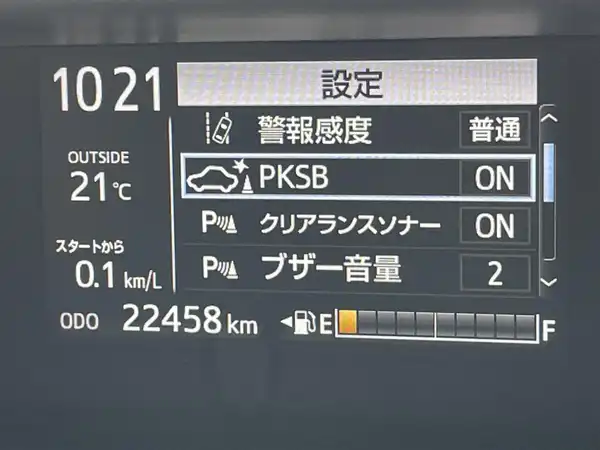 10 21
設定
警報感度 普通
OUTSIDE
21℃
PKSB ON
P クリアランスソナー ON
スタートから
0.1 km/L
P ブザー音量 2
ODO 22458 km
E F